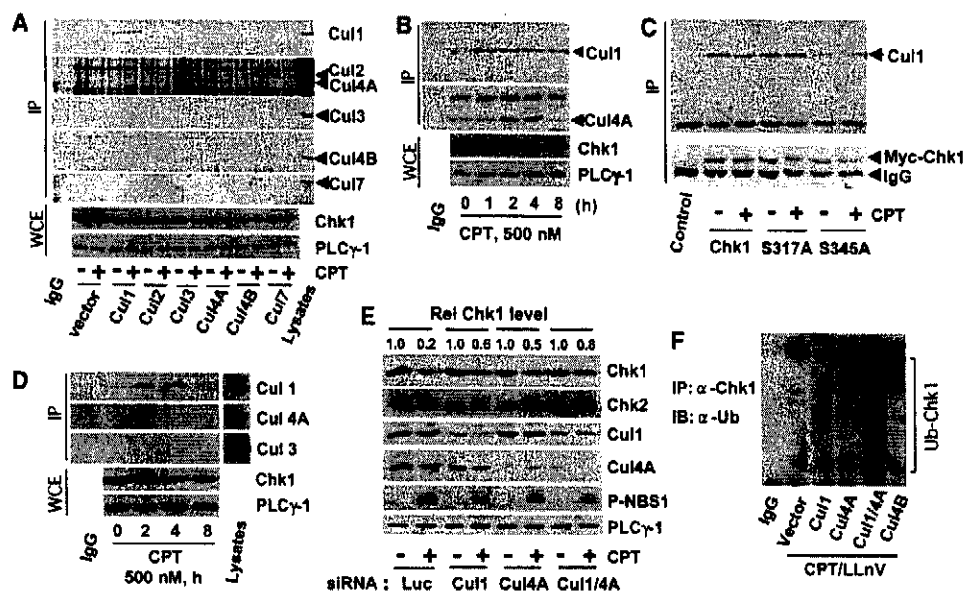 A
IP
Cul1
Cul2
Cul4A
Cul3
Cul4B
Cul7
WCE
Chk1
PLCγ-1
- + - + - + - + - + - + - + CPT
IgG
vector
Cul1
Cul2
Cul3
Cul4A
Cul4B
Cul7
Lysates
B
IP
Cul1
Cul4A
WCE
Chk1
PLCγ-1
IgG
0 1 2 4 8 (h)
CPT, 500 nM
C
IP
Cul1
Myc-Chk1
IgG
- + - + - + CPT
Control
Chk1 S317A S345A
D
IP
Cul 1
Cul 4A
Cul 3
WCE
Chk1
PLCγ-1
IgG
0 2 4 8
CPT
500 nM, h
Lysates
E
Rel Chk1 level
1.0 0.2 1.0 0.6 1.0 0.5 1.0 0.8
Chk1
Chk2
Cul1
Cul4A
P-NBS1
PLCγ-1
- + - + - + - + CPT
siRNA : Luc Cul1 Cul4A Cul1/4A
F
IP: α-Chk1
IB: α-Ub
Ub-Chk1
IgG
Vector
Cul1
Cul4A
Cul1/4A
Cul4B
CPT/LLnV